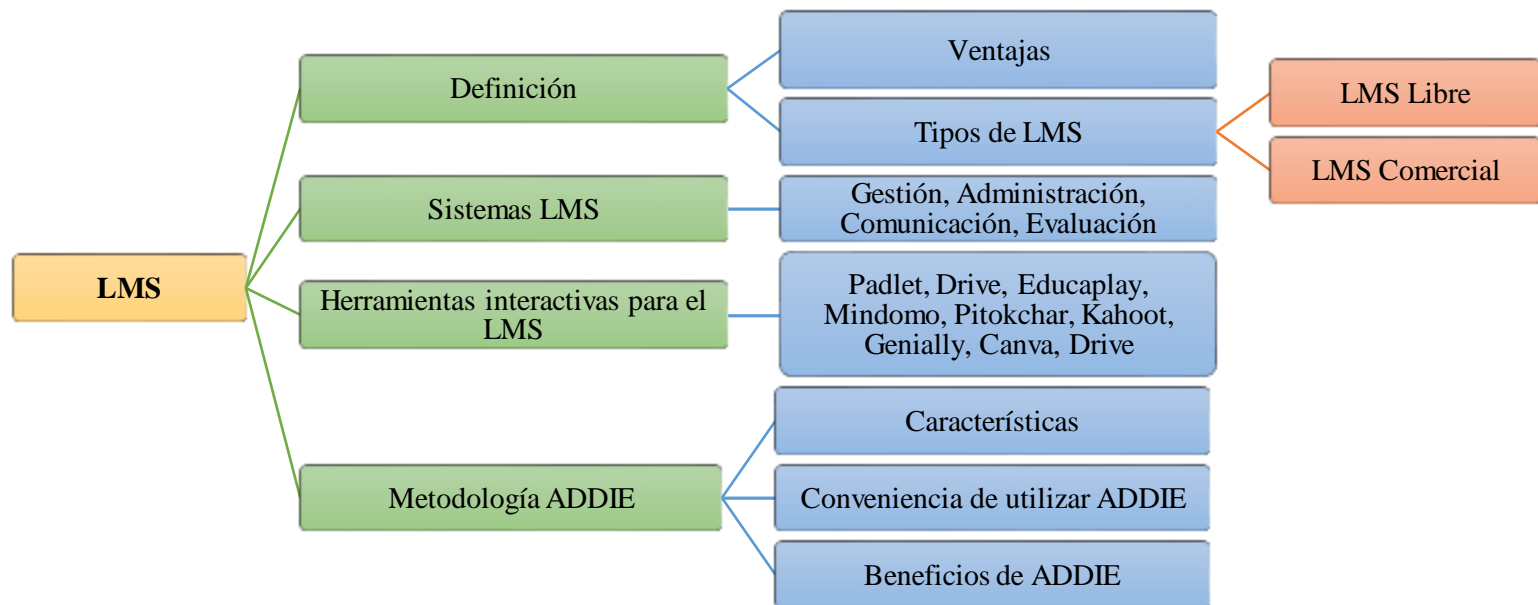 LMS
Definición
Ventajas
Tipos de LMS
LMS Libre
LMS Comercial
Sistemas LMS
Gestión, Administración,
Comunicación, Evaluación
Herramientas interactivas para el
LMS
Padlet, Drive, Educaplay,
Mindomo, Pitokchar, Kahoot,
Genially, Canva, Drive
Metodología ADDIE
Características
Conveniencia de utilizar ADDIE
Beneficios de ADDIE